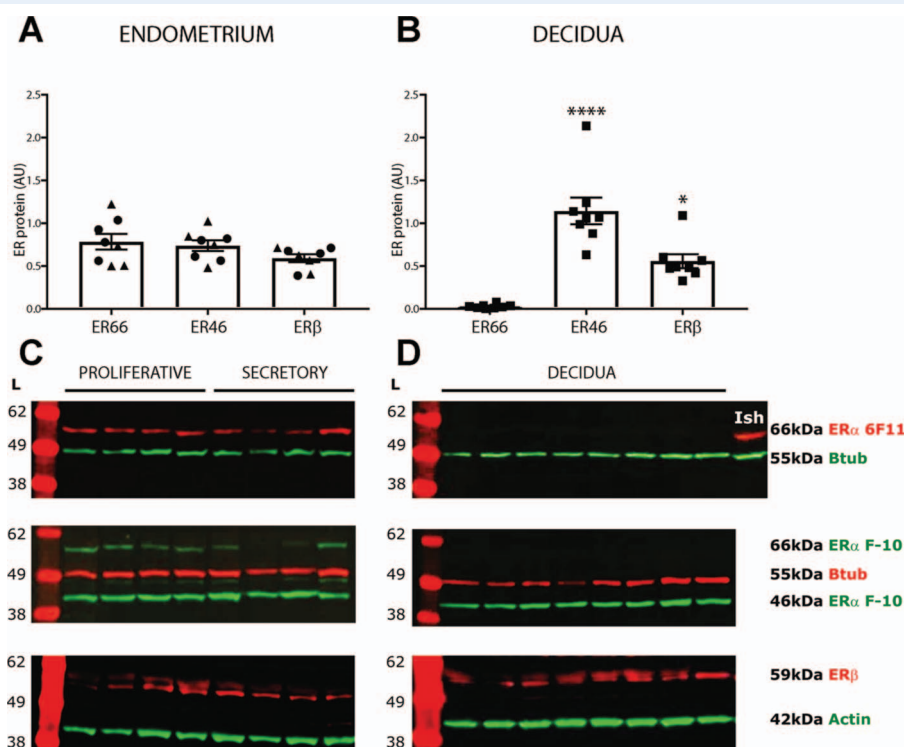 A ENDOMETRIUM B DECIDUA
ER protein (AU)
2.5
2.0
1.5
1.0
0.5
0.0
ER66 ER46 ERβ
ER protein (AU)
2.5
2.0
1.5
1.0
0.5
0.0
****
*
ER66 ER46 ERβ
C
L PROLIFERATIVE SECRETORY
62
49
38
62
49
38
62
49
38
D
L DECIDUA
62
49
38
Ish
66kDa ERα 6F11
55kDa Btub
62
49
38
66kDa ERα F-10
55kDa Btub
46kDa ERα F-10
62
49
38
59kDa ERβ
42kDa Actin